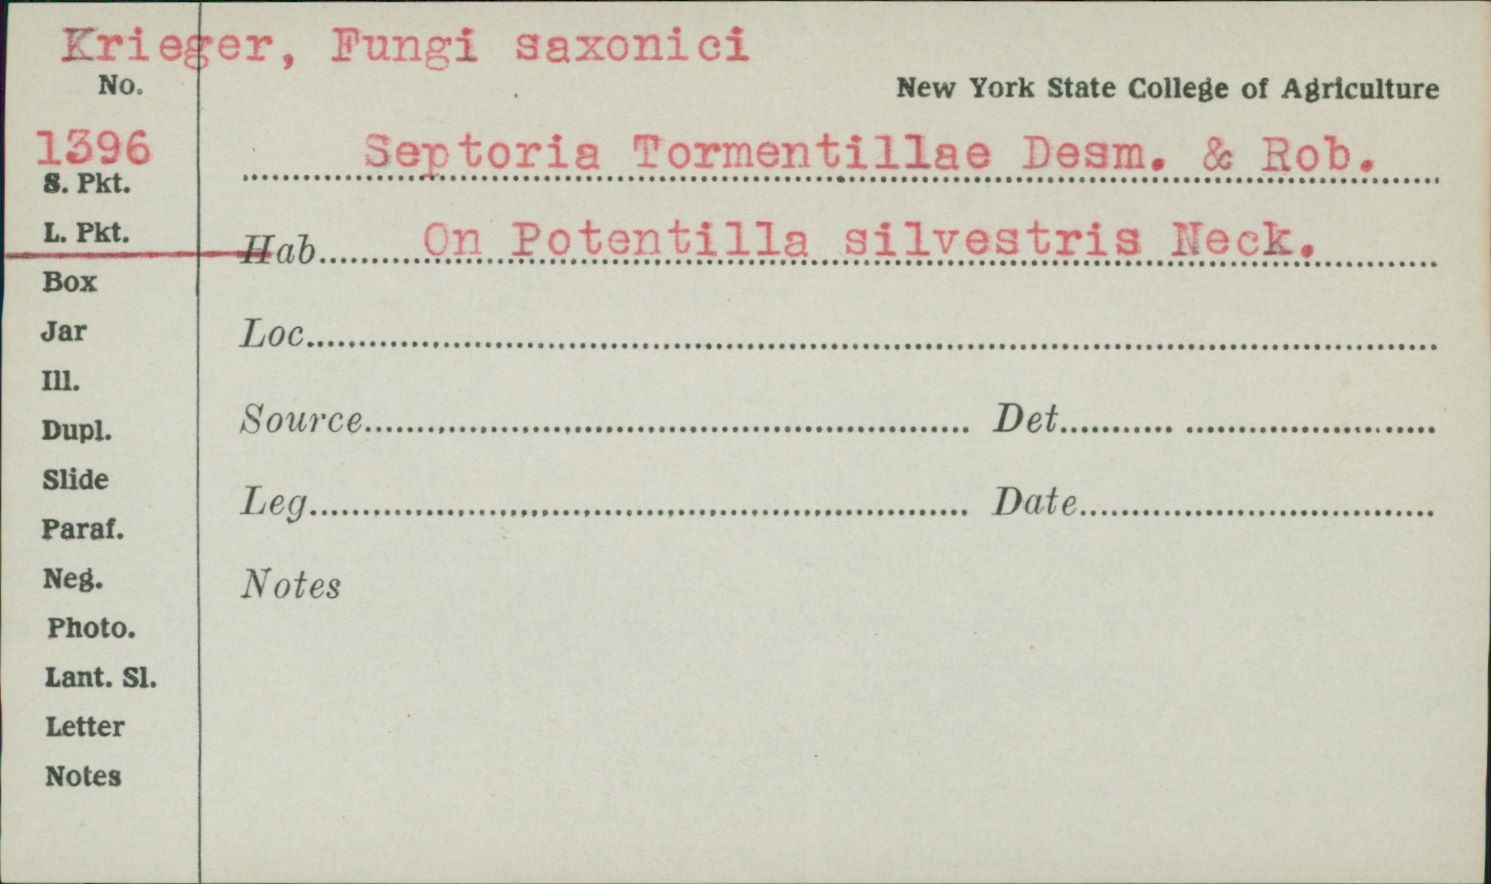 Krieger, Fungi saxonici
No.
New York State College of Agriculture
1396
Septoria Tormentillae Desm. & Rob.
S. Pkt.
L. Pkt.
Hab. On Potentilla silvestris Neck.
Box
Jar
Loc.
Ill.
Dupl.
Source Det.
Slide
Leg. Date
Paraf.
Neg.
Notes
Photo.
Lant. Sl.
Letter
Notes